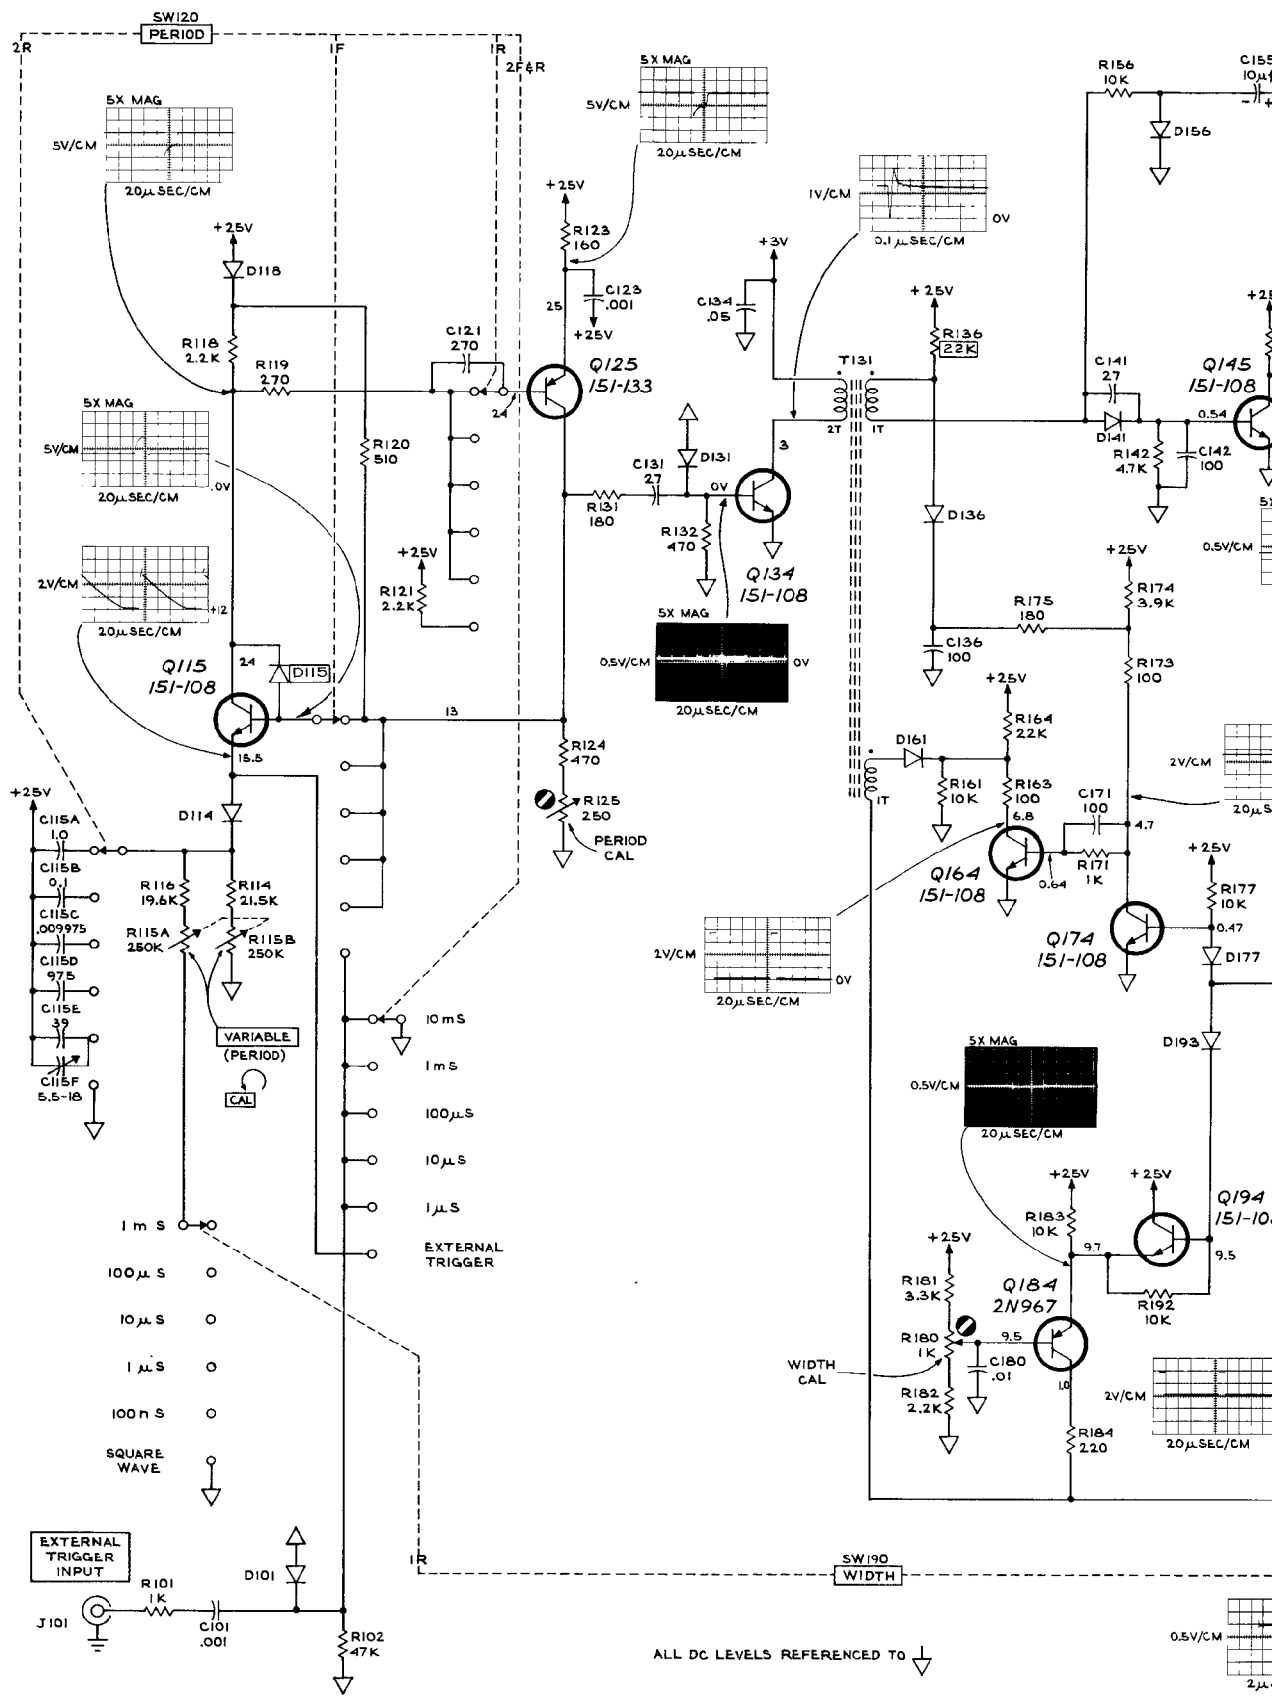 SW120
PERIOD
2R
1F
1R
2F&R
5X MAG
5V/CM
20µSEC/CM
5X MAG
5V/CM
20µSEC/CM
R156
10K
C155
10µf
- +
D156
1V/CM
0V
0.1µSEC/CM
+25V
D118
+25V
R123
160
C123
.001
+25V
25
+3V
C134
.05
+25V
R136
22K
+25
R118
2.2K
R119
270
C121
270
24
Q125
151-133
T131
2T
1T
3
C141
27
D141
Q145
151-108
0.54
R142
4.7K
C142
100
5X MAG
5V/CM
.0V
20µSEC/CM
R120
510
+25V
R121
2.2K
R131
180
C131
27
D131
0V
R132
470
Q134
151-108
D136
5X
0.5V/CM
2V/CM
+12
20µSEC/CM
5X MAG
0.5V/CM
0V
20µSEC/CM
R175
180
C136
100
+25V
R174
3.9K
R173
100
Q115
151-108
24
D115
15.5
13
+25V
R164
22K
D161
1T
R161
10K
R163
100
6.8
C171
100
4.7
R171
1K
0.64
Q164
151-108
2V/CM
20µS
R124
470
R125
250
PERIOD
CAL
+25V
C115A
1.0
C115B
0.1
C115C
.009975
C115D
975
C115E
39
C115F
5.5-18
D114
R116
19.6K
R114
21.5K
R115A
250K
R115B
250K
VARIABLE
(PERIOD)
CAL
+25V
R177
10K
0.47
Q174
151-108
D177
2V/CM
0V
20µSEC/CM
10mS
1mS
100µS
10µS
1µS
EXTERNAL
TRIGGER
D193
5X MAG
0.5V/CM
20µSEC/CM
+25V
R183
10K
+25V
Q194
151-108
9.7
9.5
R192
10K
1mS
100µS
10µS
1µS
100nS
SQUARE
WAVE
+25V
R181
3.3K
R180
1K
R182
2.2K
WIDTH
CAL
9.5
C180
.01
Q184
2N967
1.0
R184
220
2V/CM
20µSEC/CM
1R
SW190
WIDTH
EXTERNAL
TRIGGER
INPUT
J101
R101
1K
C101
.001
D101
R102
47K
ALL DC LEVELS REFERENCED TO
0.5V/CM
2µ